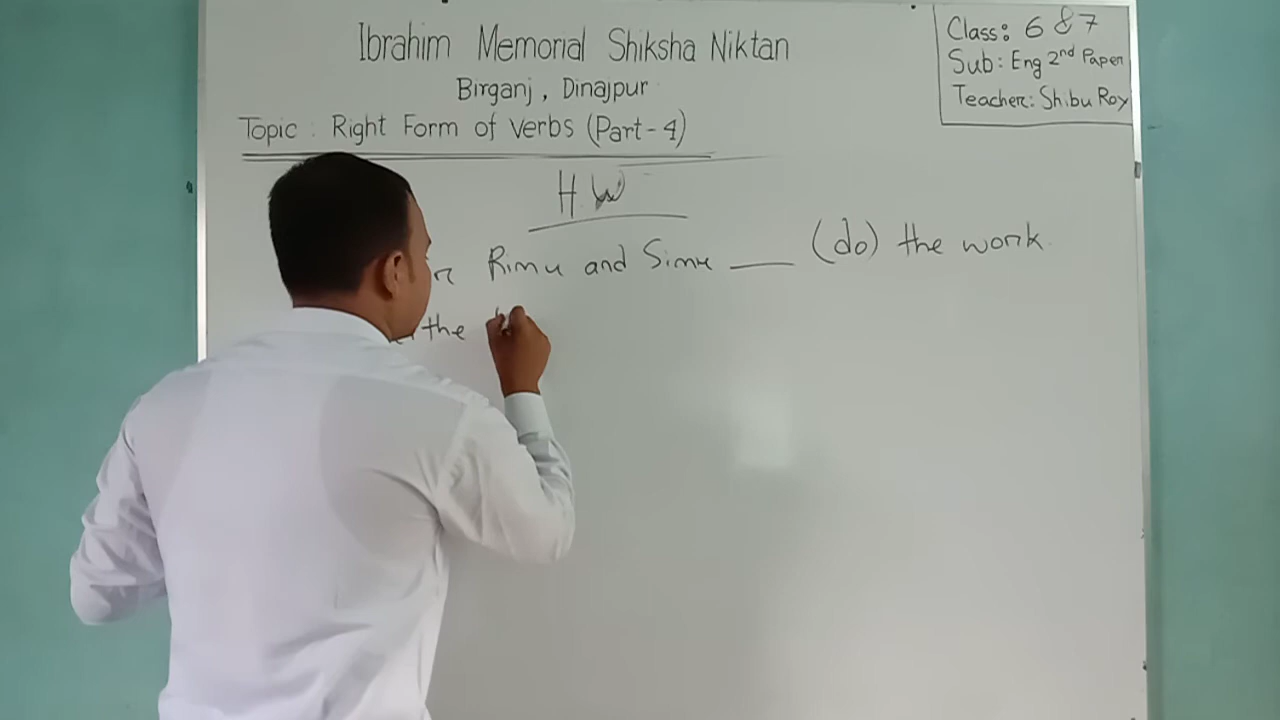 Ibrahim Memorial Shiksha Niktan
Birganj, Dinajpur
Class: 6 & 7
Sub: Eng 2nd Paper
Teacher: Shibu Roy
Topic: Right Form of Verbs (Part-4)
H.W
Rimu and Simu ___ (do) the work.
the